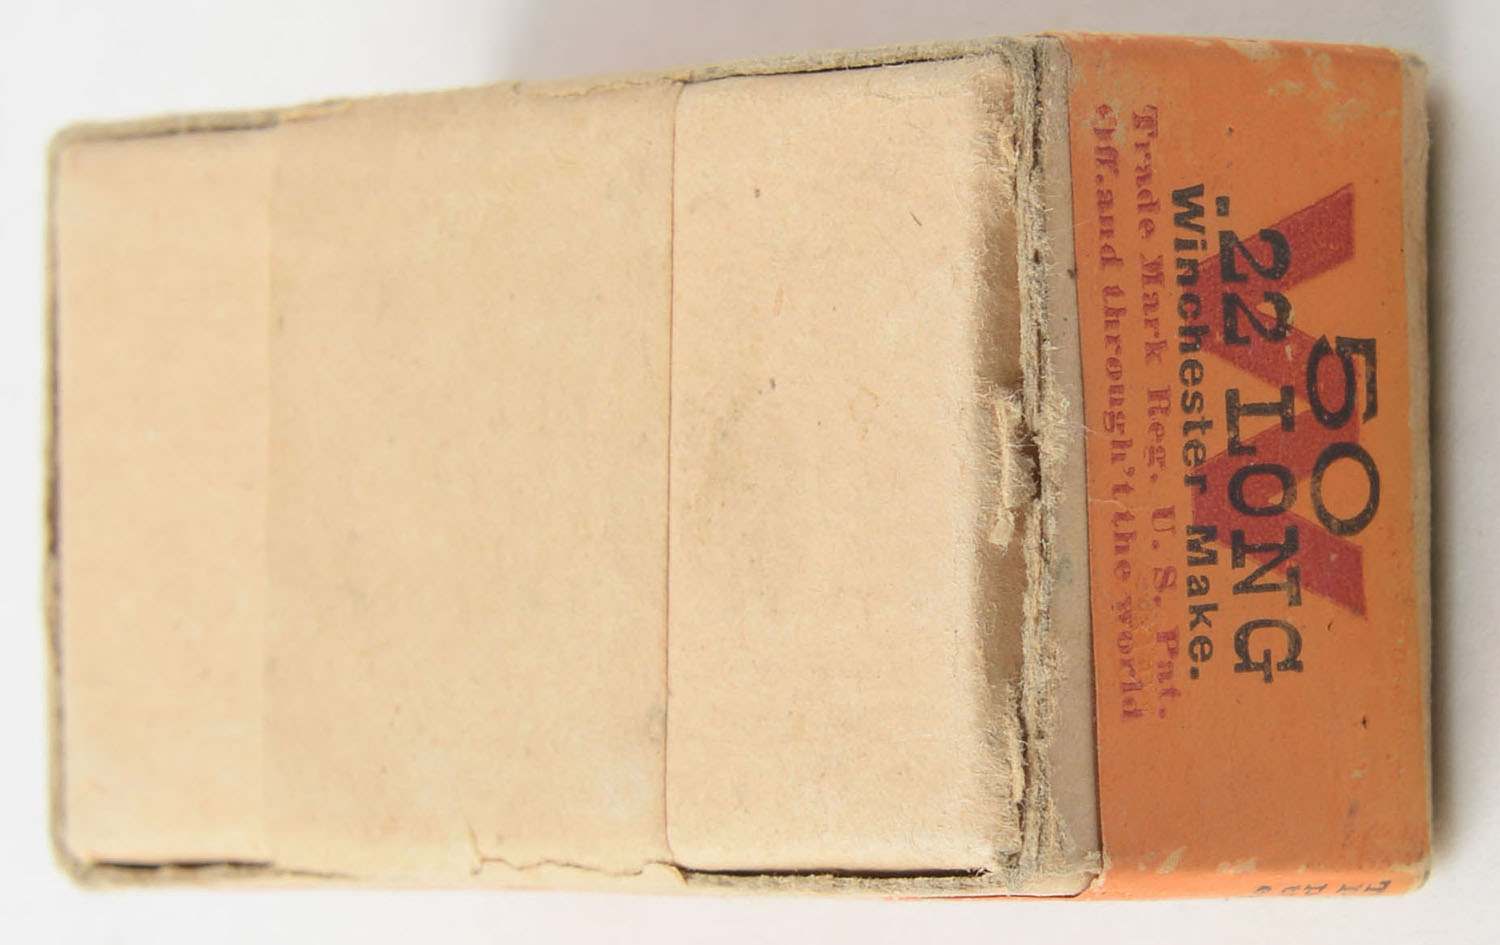 50
W
.22 LONG
Winchester Make.
Trade Mark Reg. U. S. Pat.
Off. and through't the world